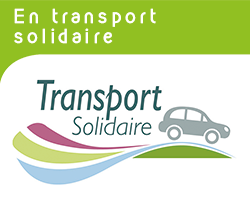 En transport
solidaire
Transport
Solidaire